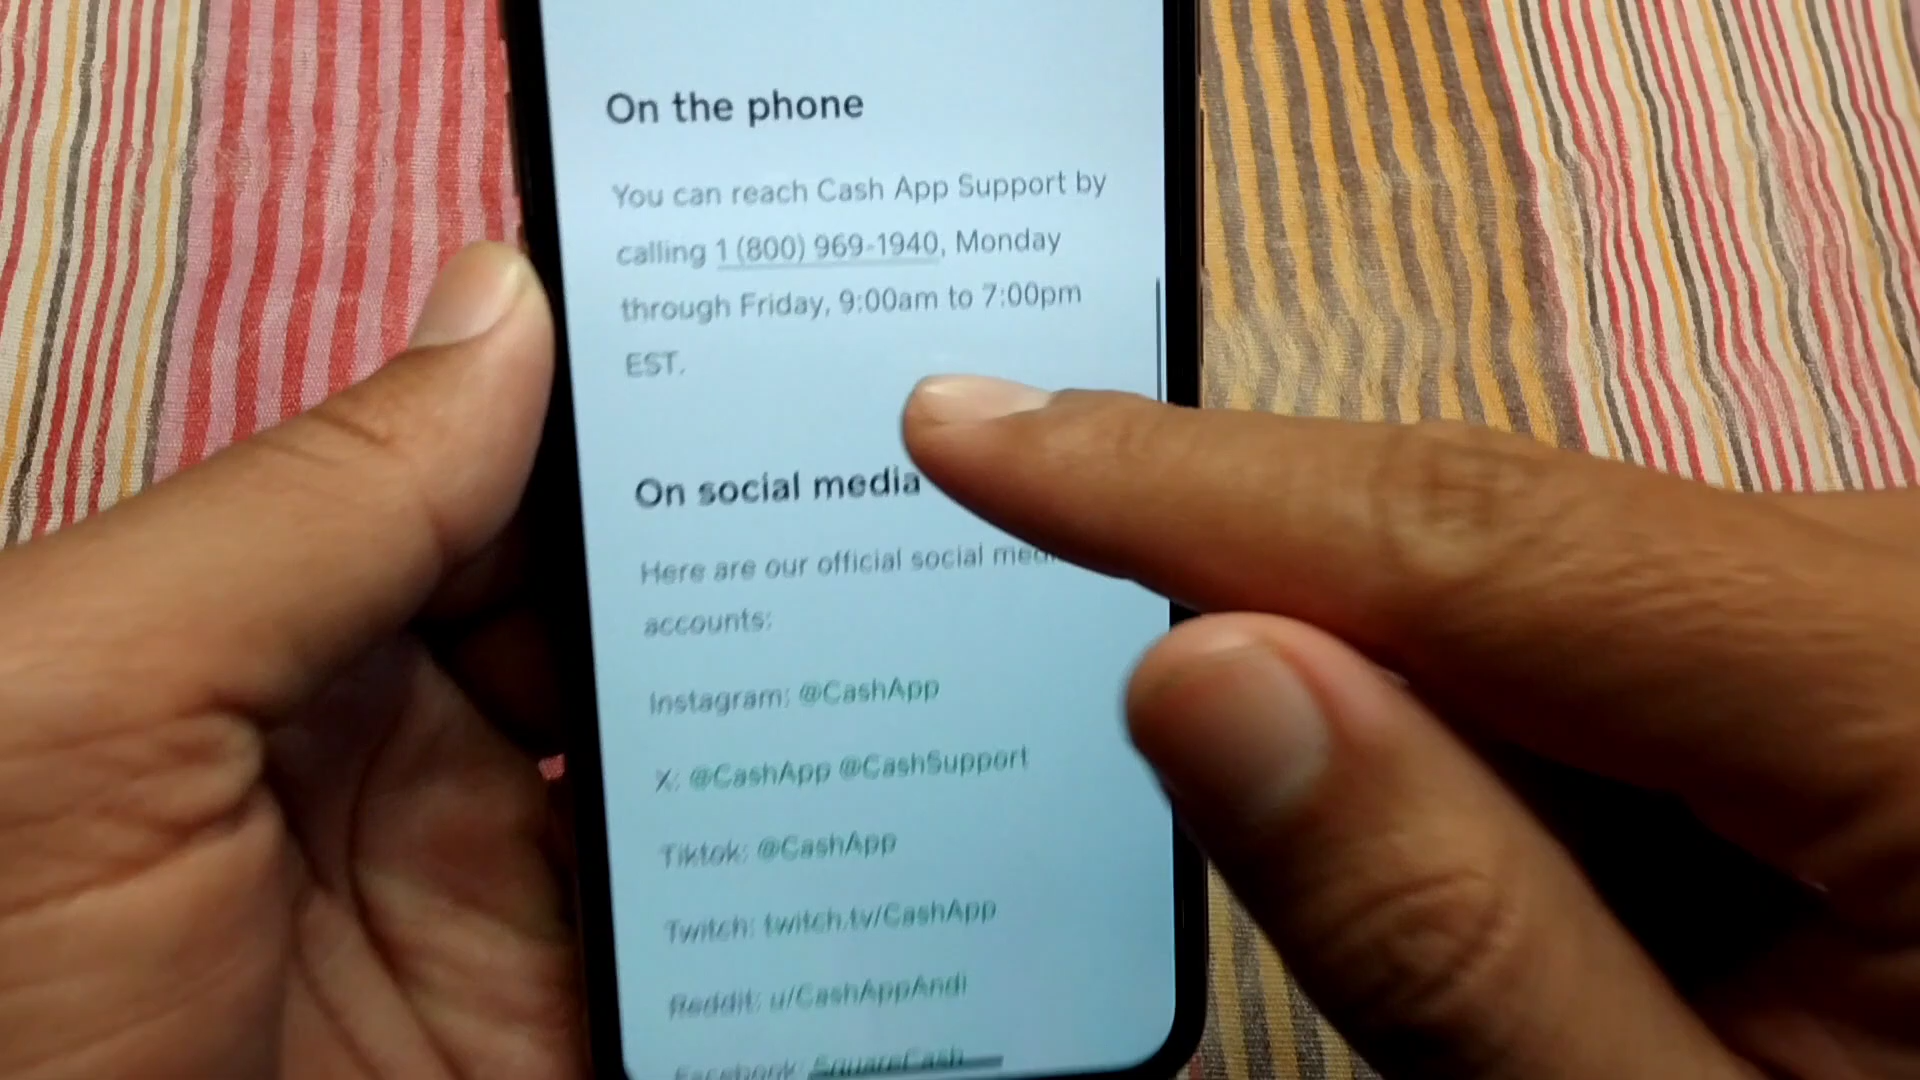 On the phone
You can reach Cash App Support by
calling 1 (800) 969-1940, Monday
through Friday, 9:00am to 7:00pm
EST.
On social media
Here are our official social
accounts:
Instagram: @CashApp
X: @CashApp @CashSupport
Tiktok: @CashApp
Twitch: twitch.tv/CashApp
Reddit: u/CashAppAndi
Facebook: SquareCash